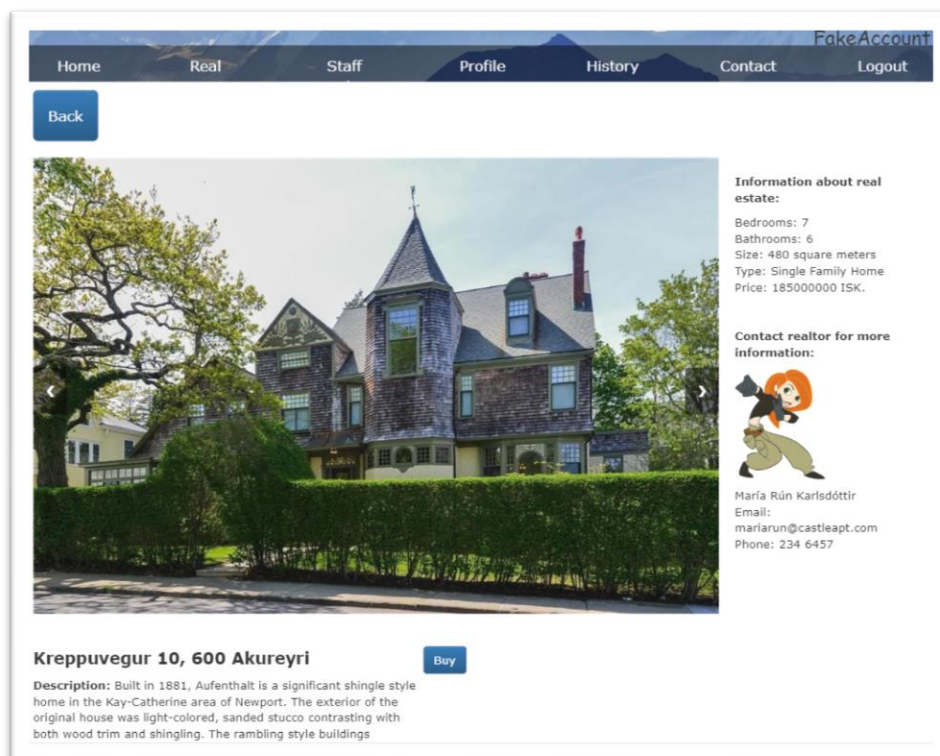 FakeAccount
Home Real Staff Profile History Contact Logout
Back
Information about real
estate:
Bedrooms: 7
Bathrooms: 6
Size: 480 square meters
Type: Single Family Home
Price: 185000000 ISK.
Contact realtor for more
information:
María Rún Karlsdóttir
Email:
mariarun@castleapt.com
Phone: 234 6457
Kreppuvegur 10, 600 Akureyri
Buy
Description: Built in 1881, Aufenthalt is a significant shingle style
home in the Kay-Catherine area of Newport. The exterior of the
original house was light-colored, sanded stucco contrasting with
both wood trim and shingling. The rambling style buildings